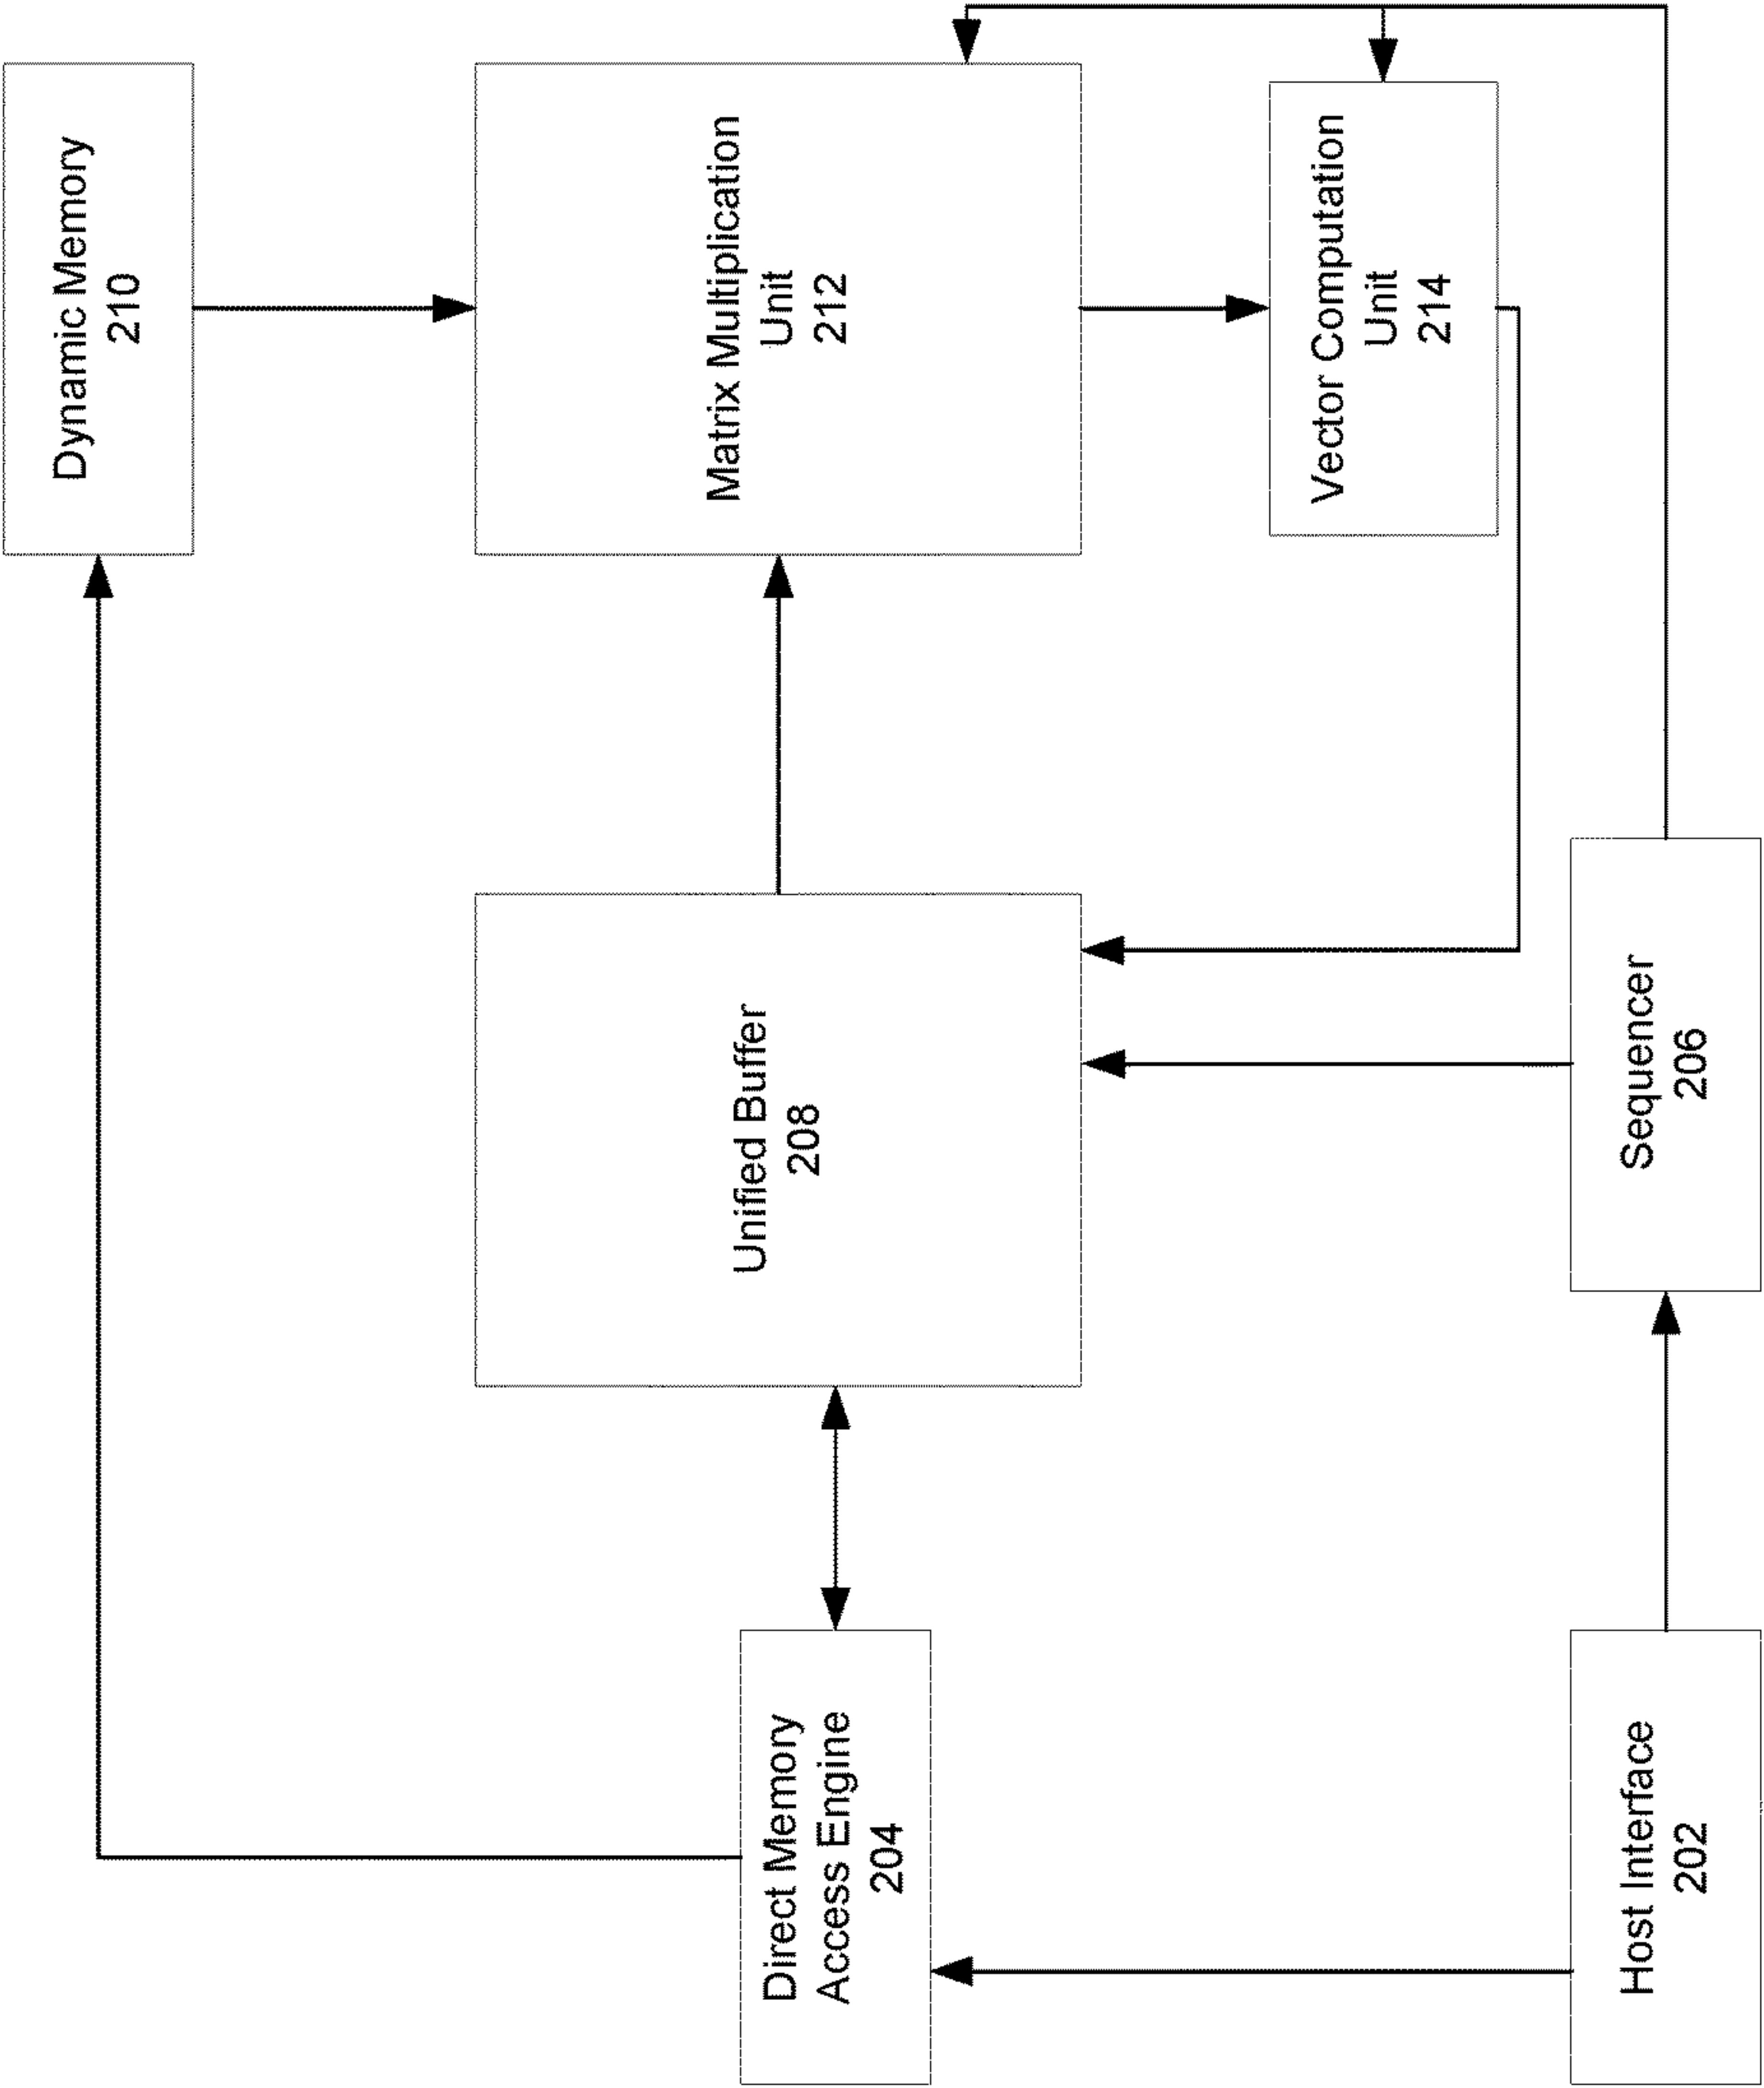 Dynamic Memory
210
Direct Memory
Access Engine
204
Unified Buffer
208
Matrix Multiplication
Unit
212
Vector Computation
Unit
214
Host Interface
202
Sequencer
206